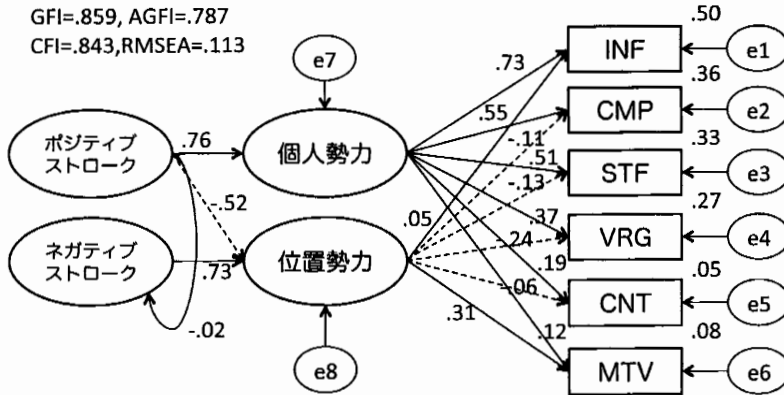 GFI=.859, AGFI=.787
CFI=.843,RMSEA=.113
e7
ポジティブ
ストローク
.76
個人勢力
-.52
ネガティブ
ストローク
.73
位置勢力
-.02
e8
.73
.55
-.11
.51
-.13
.05
.37
-.24
.19
-.06
.31
.12
.50
INF
e1
.36
CMP
e2
.33
STF
e3
.27
VRG
e4
.05
CNT
e5
.08
MTV
e6